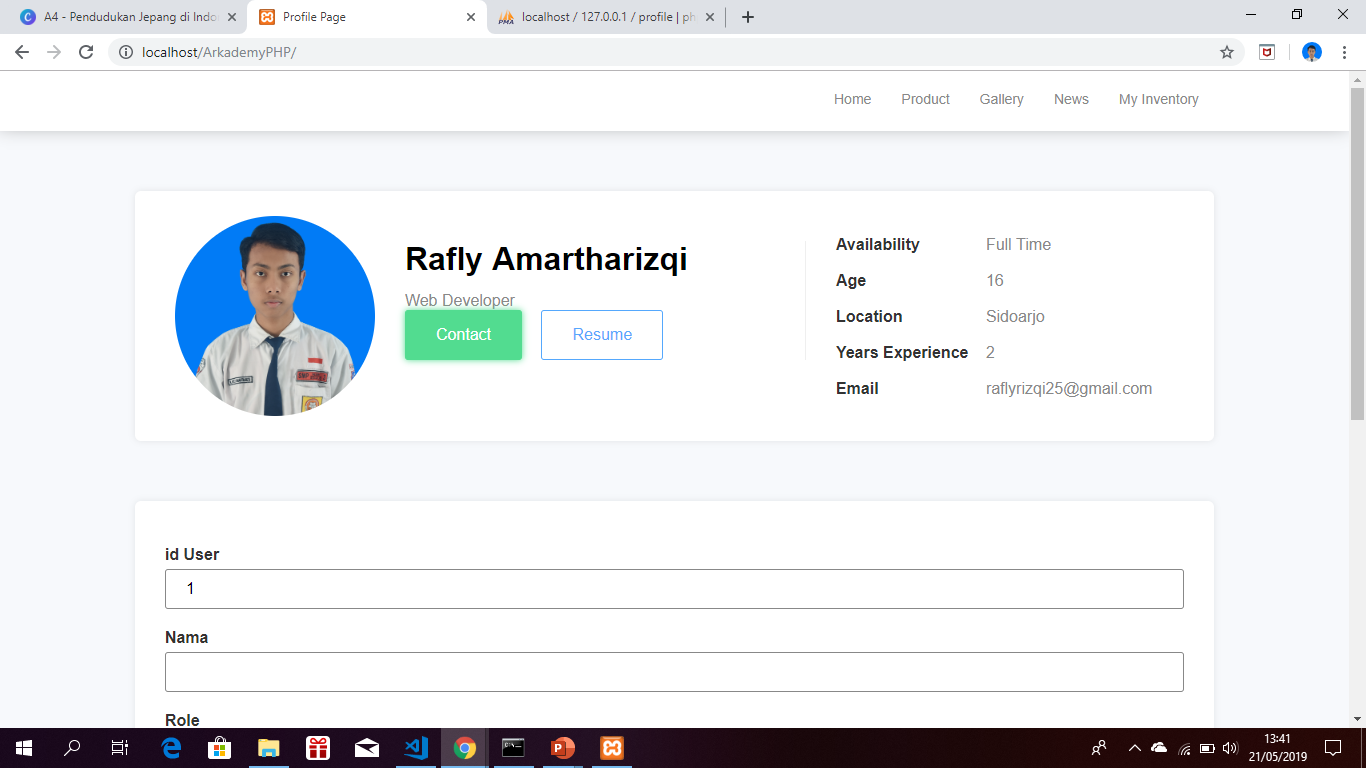 A4 - Pendudukan Jepang di Indo
Profile Page
localhost / 127.0.0.1 / profile | ph
localhost/ArkademyPHP/
Home Product Gallery News My Inventory
Rafly Amartharizqi
Web Developer
Contact Resume
Availability Full Time
Age 16
Location Sidoarjo
Years Experience 2
Email raflyrizqi25@gmail.com
id User
1
Nama
Role
13:41
21/05/2019